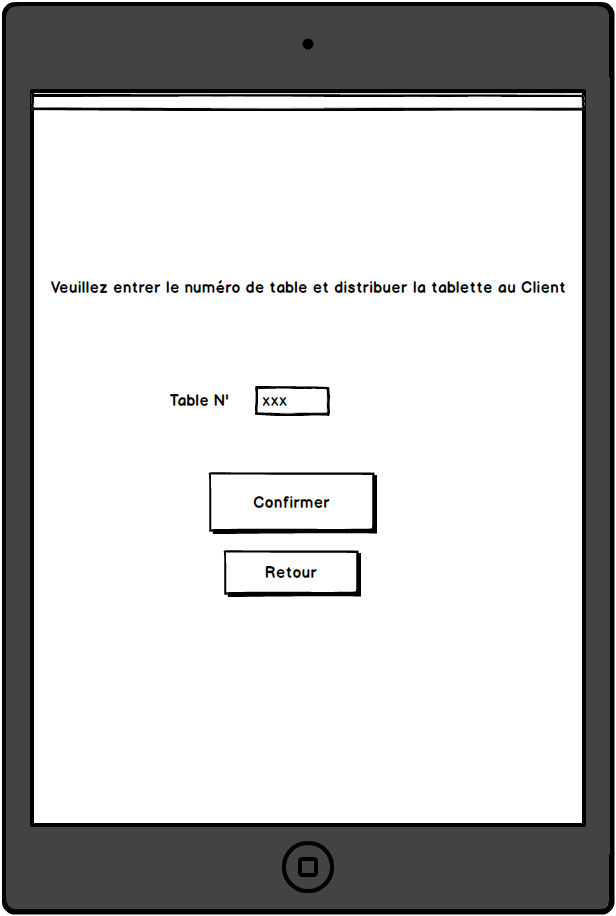 Veuillez entrer le numéro de table et distribuer la tablette au Client
Table N' xxx
Confirmer
Retour